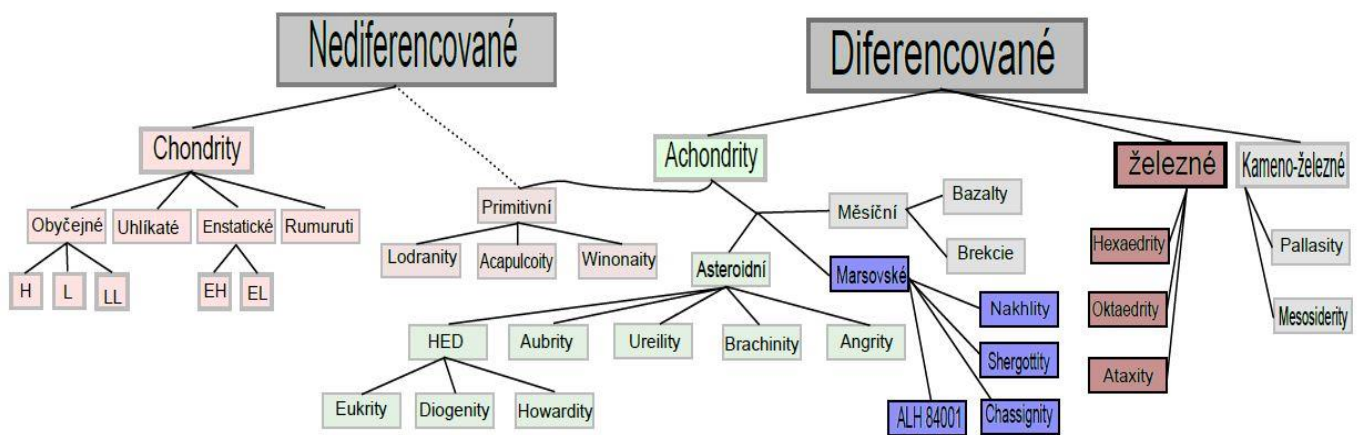 Nediferencované
Diferencované
Chondrity
Achondrity
železné
Kameno-železné
Obyčejné
Uhlíkaté
Enstatické
Rumuruti
Primitivní
Měsíční
Bazalty
Brekcie
Hexaedrity
Pallasity
H
L
LL
EH
EL
Lodranity
Acapulcoity
Winonaity
Asteroidní
Marsovské
Nakhlity
Oktaedrity
Mesosiderity
HED
Aubrity
Ureility
Brachinity
Angrity
Shergottity
Ataxity
Eukrity
Diogenity
Howardity
ALH 84001
Chassignity